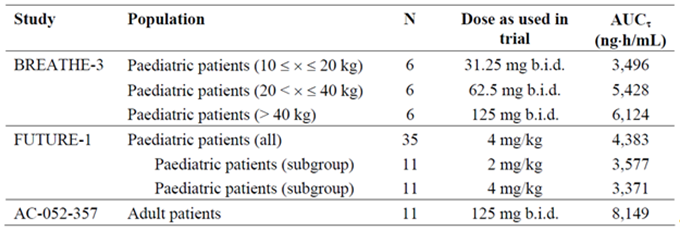 Study Population N Dose as used in trial AUCτ (ng·h/mL)
BREATHE-3 Paediatric patients (10 ≤ × ≤ 20 kg) 6 31.25 mg b.i.d. 3,496
Paediatric patients (20 < × ≤ 40 kg) 6 62.5 mg b.i.d. 5,428
Paediatric patients (> 40 kg) 6 125 mg b.i.d. 6,124
FUTURE-1 Paediatric patients (all) 35 4 mg/kg 4,383
Paediatric patients (subgroup) 11 2 mg/kg 3,577
Paediatric patients (subgroup) 11 4 mg/kg 3,371
AC-052-357 Adult patients 11 125 mg b.i.d. 8,149